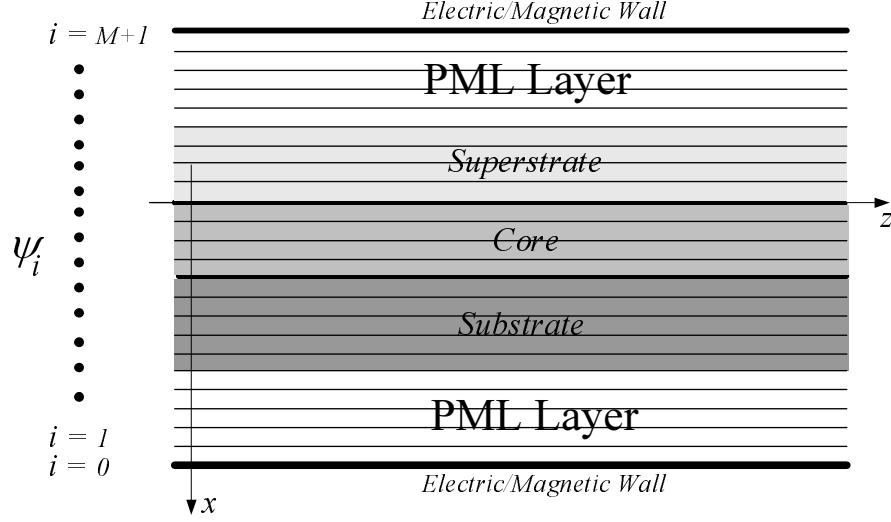 Electric/Magnetic Wall
i = M+1
PML Layer
Superstrate
z
ψi
Core
Substrate
PML Layer
i = 1
i = 0
Electric/Magnetic Wall
x